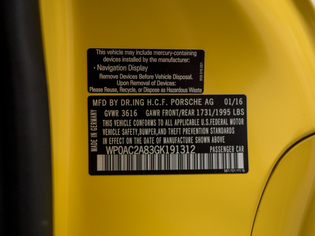 This vehicle may include mercury-containing
devices installed by the manufacturer:
• Navigation Display
Remove Devices Before Vehicle Disposal.
Upon Removal of Devices:
Please Reuse, Recycle, or Dispose as Hazardous Waste
MADE IN GERMANY
MFD. BY DR.ING H.C.F. PORSCHE AG 01/16
GVWR 3616 GAWR FRONT/REAR 1731/1995 LBS
THIS VEHICLE CONFORMS TO ALL APPLICABLE U.S.FEDERAL MOTOR
VEHICLE SAFETY,BUMPER,AND THEFT PREVENTION STANDARDS
IN EFFECT ON THE DATE OF MANUFACTURE SHOWN ABOVE
WP0AC2A83GK191312 PASSENGER CAR